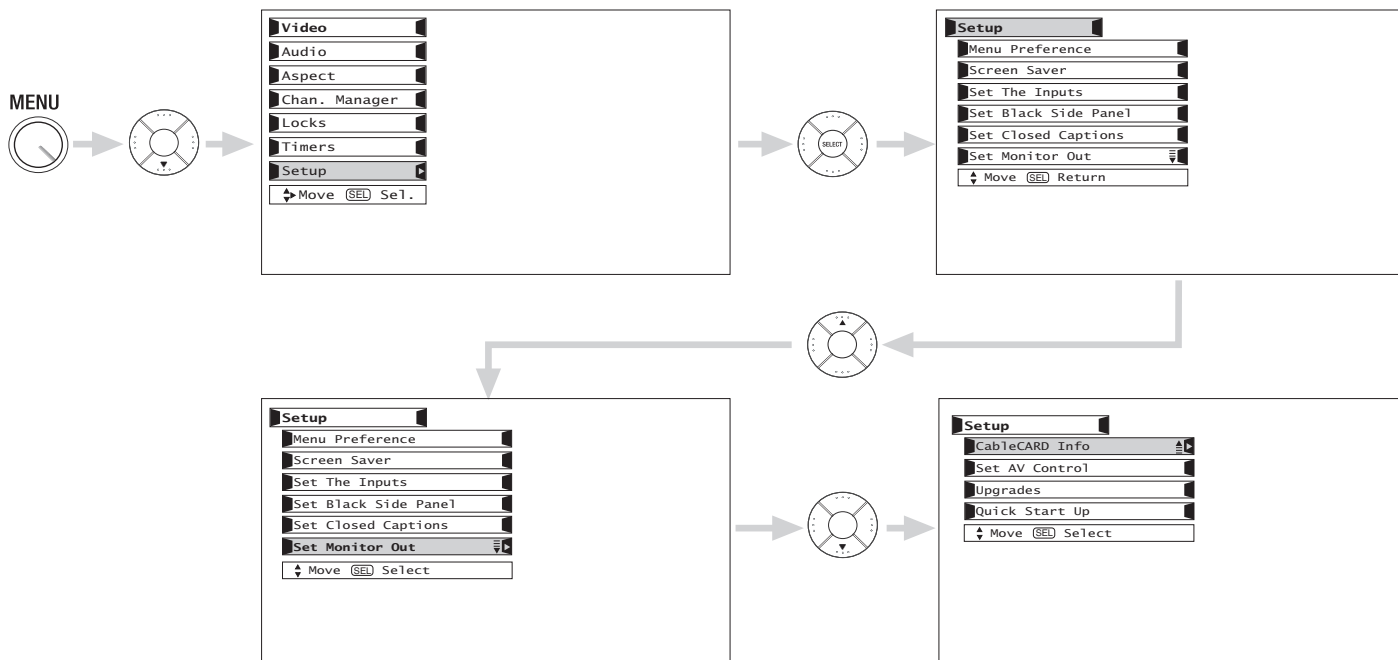 MENU
Video
Audio
Aspect
Chan. Manager
Locks
Timers
Setup
Move SEL Sel.
SELECT
Setup
Menu Preference
Screen Saver
Set The Inputs
Set Black Side Panel
Set Closed Captions
Set Monitor Out
Move SEL Return
Setup
Menu Preference
Screen Saver
Set The Inputs
Set Black Side Panel
Set Closed Captions
Set Monitor Out
Move SEL Select
Setup
CableCARD Info
Set AV Control
Upgrades
Quick Start Up
Move SEL Select